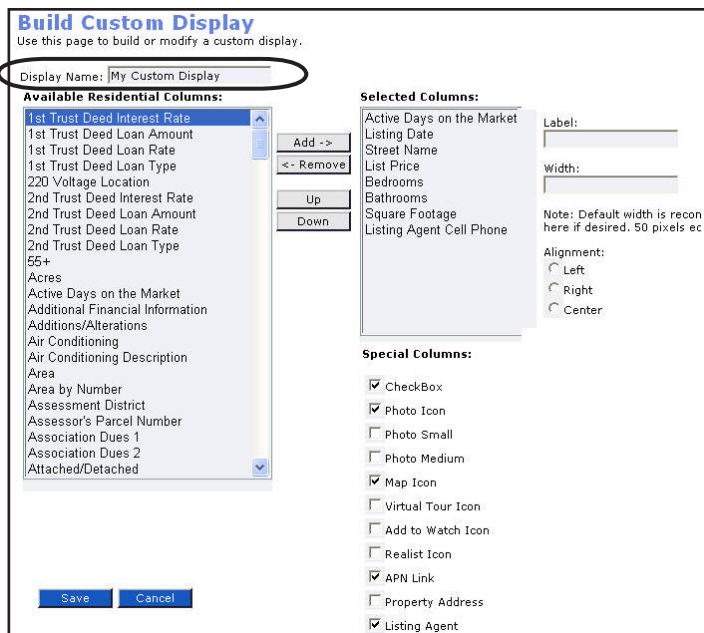 Build Custom Display
Use this page to build or modify a custom display.
Display Name: My Custom Display
Available Residential Columns:
1st Trust Deed Interest Rate
1st Trust Deed Loan Amount
1st Trust Deed Loan Rate
1st Trust Deed Loan Type
220 Voltage Location
2nd Trust Deed Interest Rate
2nd Trust Deed Loan Amount
2nd Trust Deed Loan Rate
2nd Trust Deed Loan Type
55+
Acres
Active Days on the Market
Additional Financial Information
Additions/Alterations
Air Conditioning
Air Conditioning Description
Area
Area by Number
Assessment District
Assessor's Parcel Number
Association Dues 1
Association Dues 2
Attached/Detached
Add ->
<- Remove
Up
Down
Selected Columns:
Active Days on the Market
Listing Date
Street Name
List Price
Bedrooms
Bathrooms
Square Footage
Listing Agent Cell Phone
Label:
Width:
Note: Default width is recon
here if desired. 50 pixels ec
Alignment:
Left
Right
Center
Special Columns:
CheckBox
Photo Icon
Photo Small
Photo Medium
Map Icon
Virtual Tour Icon
Add to Watch Icon
Realist Icon
APN Link
Property Address
Listing Agent
Save
Cancel